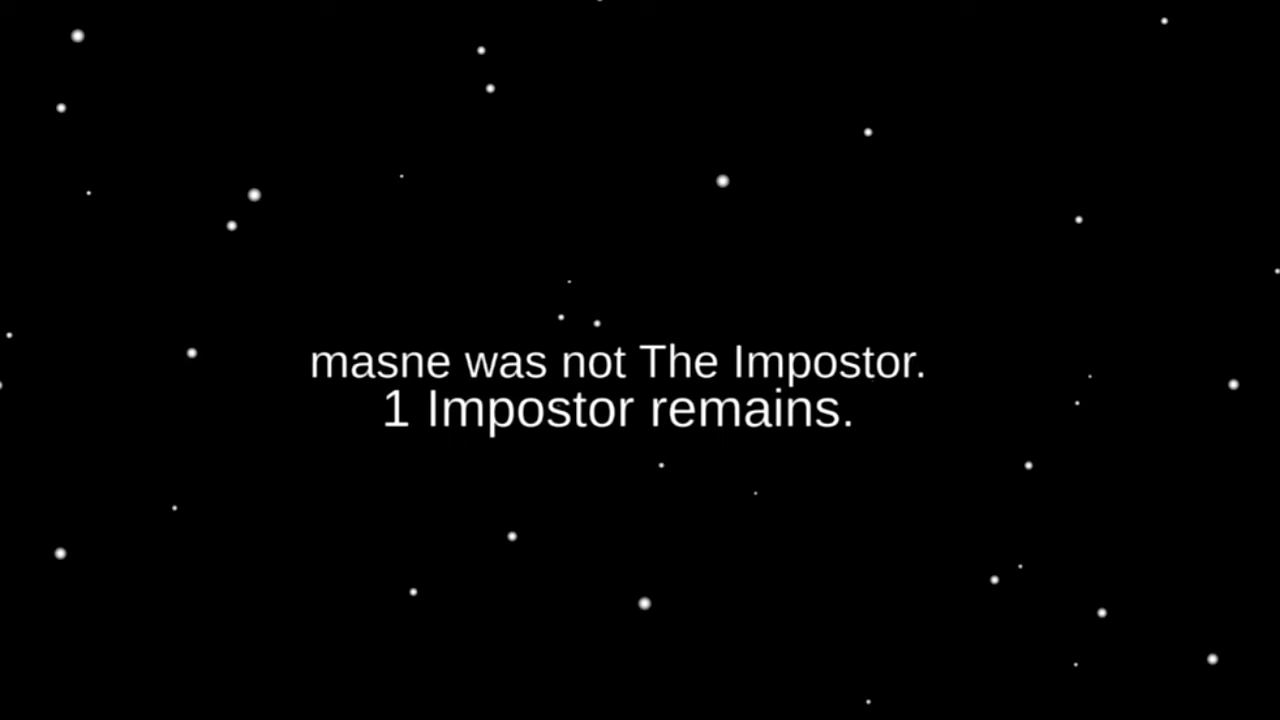 masne was not The Impostor.
1 Impostor remains.